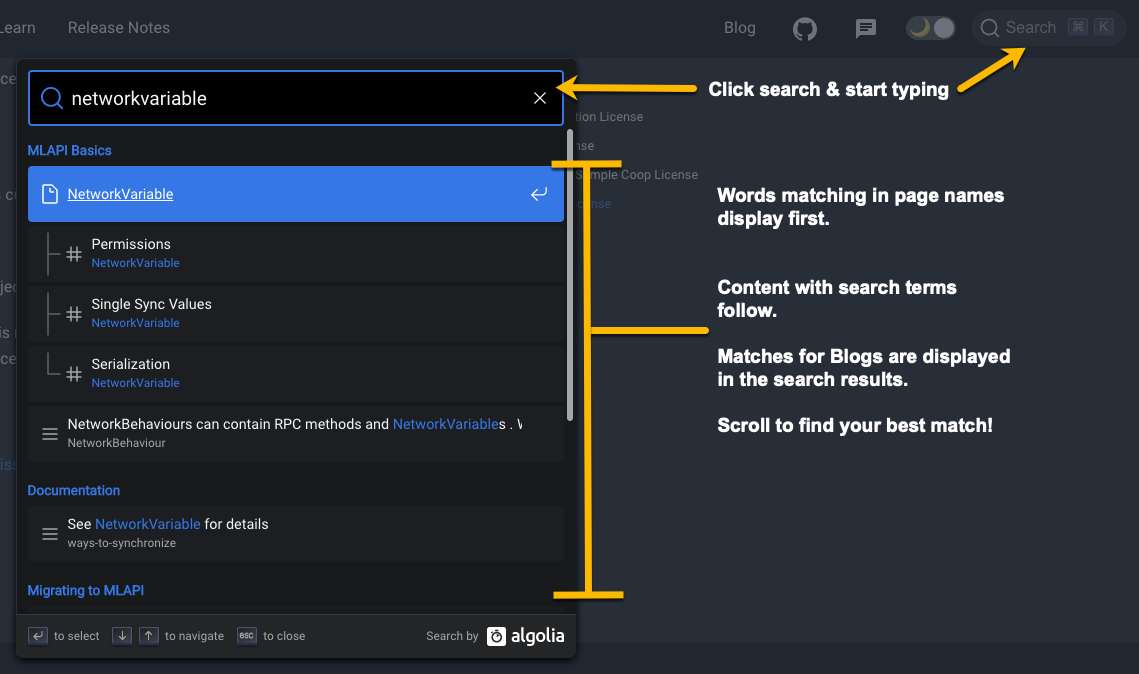 Learn
Release Notes
Blog
Search ⌘ K
networkvariable
Click search & start typing
tion License
MLAPI Basics
Sample Coop License
NetworkVariable
Words matching in page names
display first.
Permissions
NetworkVariable
Content with search terms
follow.
Single Sync Values
NetworkVariable
Matches for Blogs are displayed
in the search results.
Serialization
NetworkVariable
Scroll to find your best match!
NetworkBehaviours can contain RPC methods and NetworkVariables .
NetworkBehaviour
Documentation
See NetworkVariable for details
ways-to-synchronize
Migrating to MLAPI
to select
to navigate
esc to close
Search by algolia